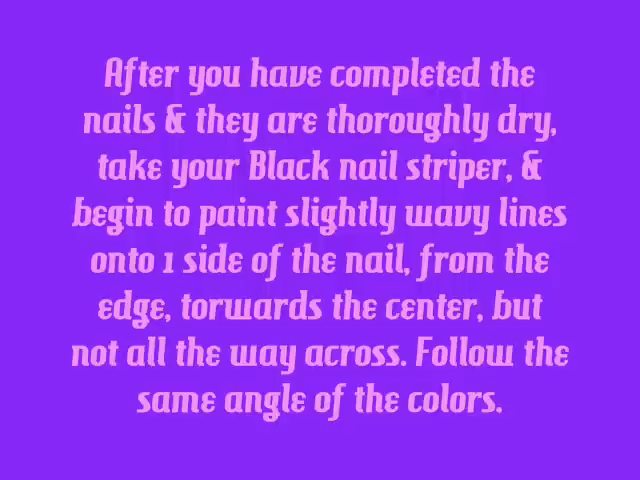 After you have completed the
nails & they are thoroughly dry,
take your Black nail striper, &
begin to paint slightly wavy lines
onto 1 side of the nail, from the
edge, torwards the center, but
not all the way across. Follow the
same angle of the colors.